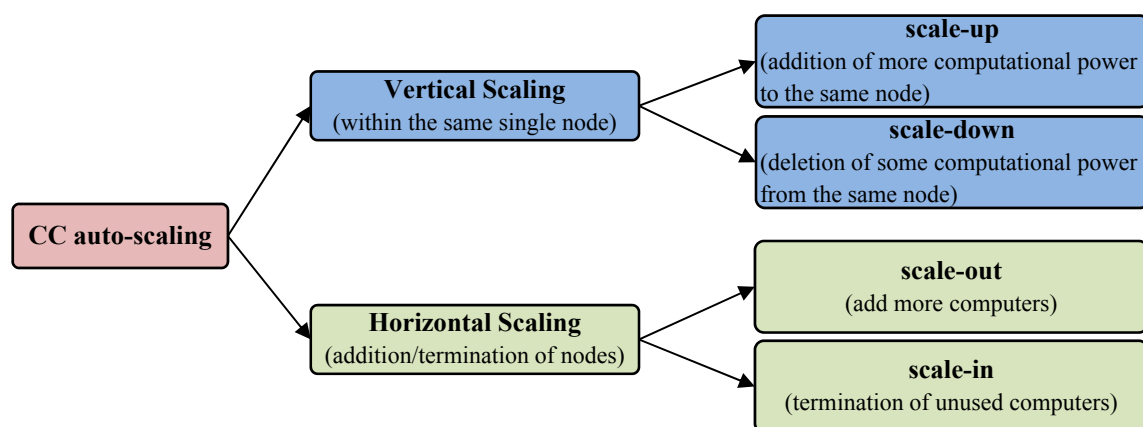 CC auto-scaling
Vertical Scaling
(within the same single node)
scale-up
(addition of more computational power
to the same node)
scale-down
(deletion of some computational power
from the same node)
Horizontal Scaling
(addition/termination of nodes)
scale-out
(add more computers)
scale-in
(termination of unused computers)